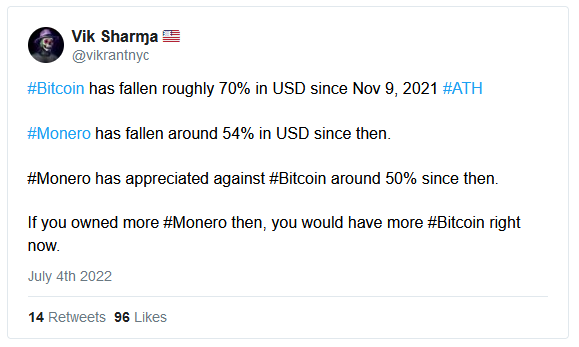 Vik Sharɱa 🇺🇸
@vikrantnyc
#Bitcoin has fallen roughly 70% in USD since Nov 9, 2021 #ATH
#Monero has fallen around 54% in USD since then.
#Monero has appreciated against #Bitcoin around 50% since then.
If you owned more #Monero then, you would have more #Bitcoin right
now.
July 4th 2022
14 Retweets 96 Likes